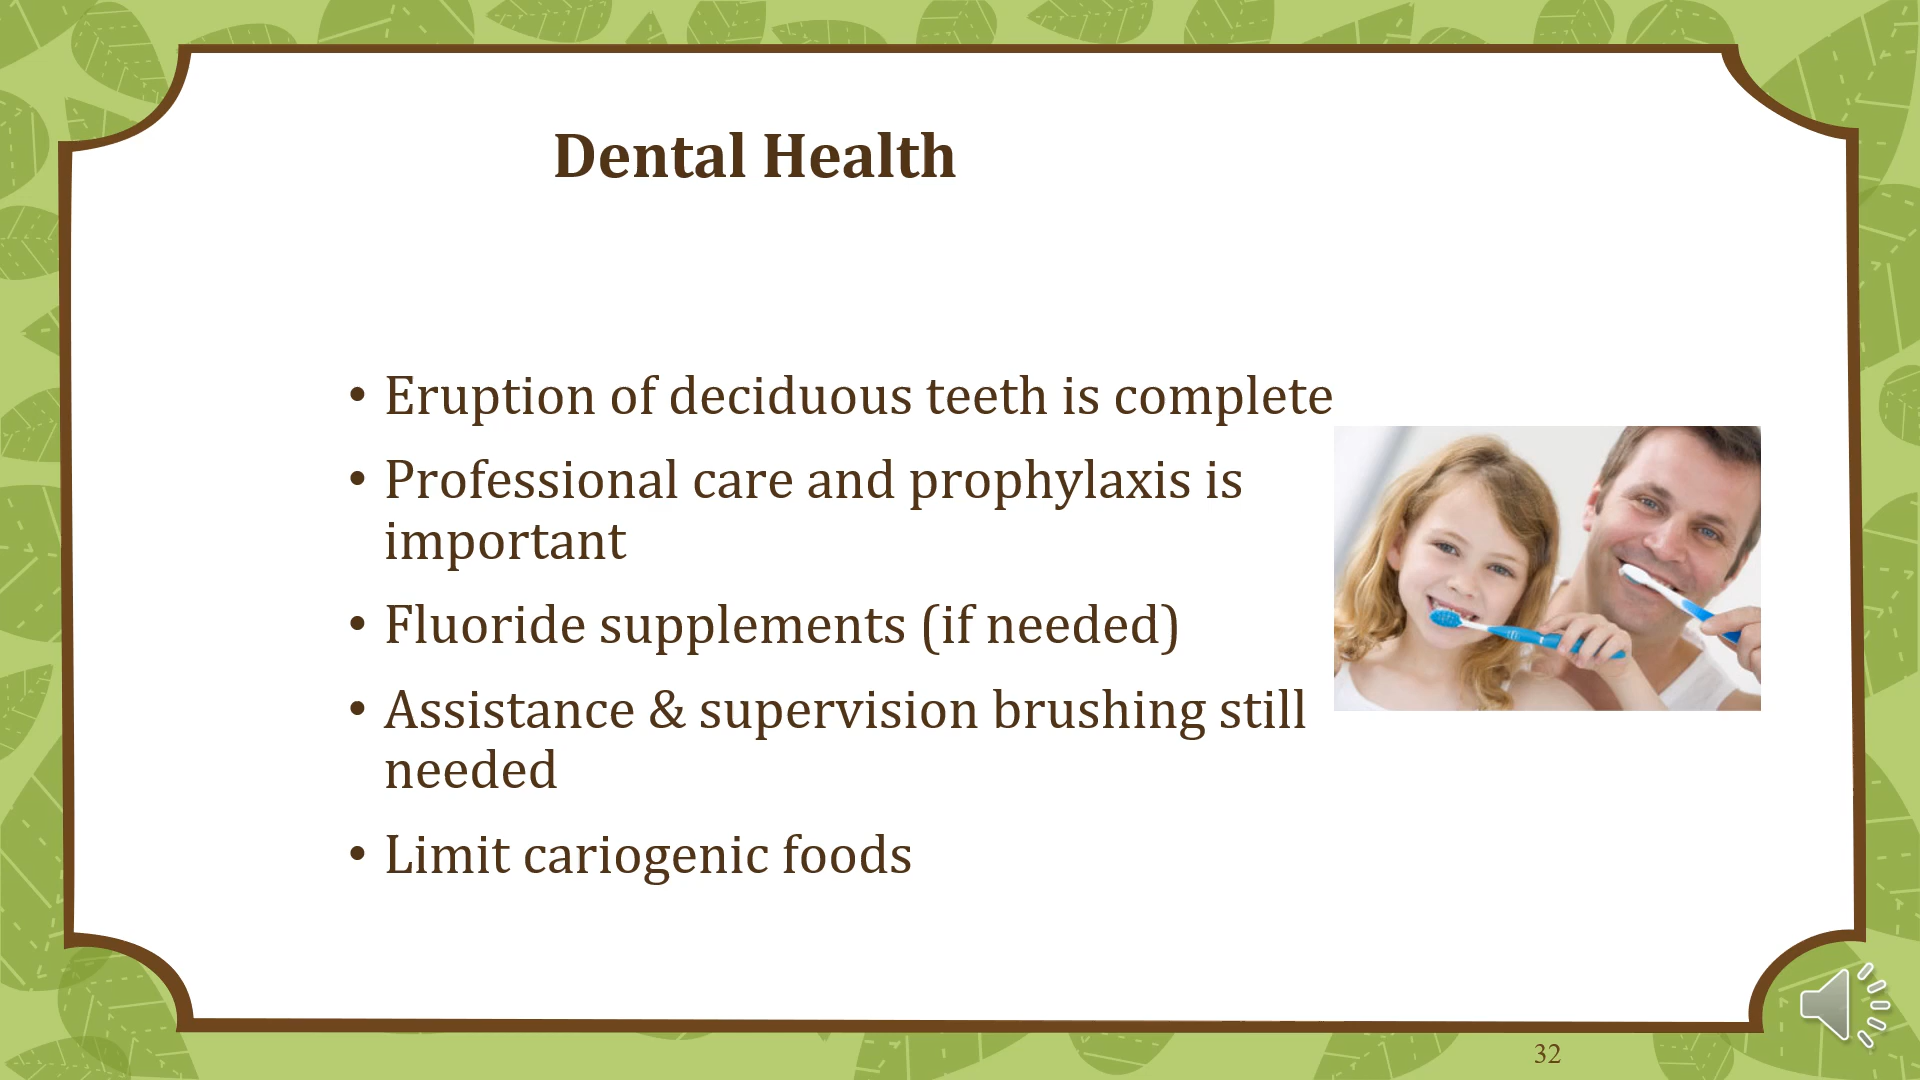 Dental Health
• Eruption of deciduous teeth is complete
• Professional care and prophylaxis is
important
• Fluoride supplements (if needed)
• Assistance & supervision brushing still
needed
• Limit cariogenic foods
32